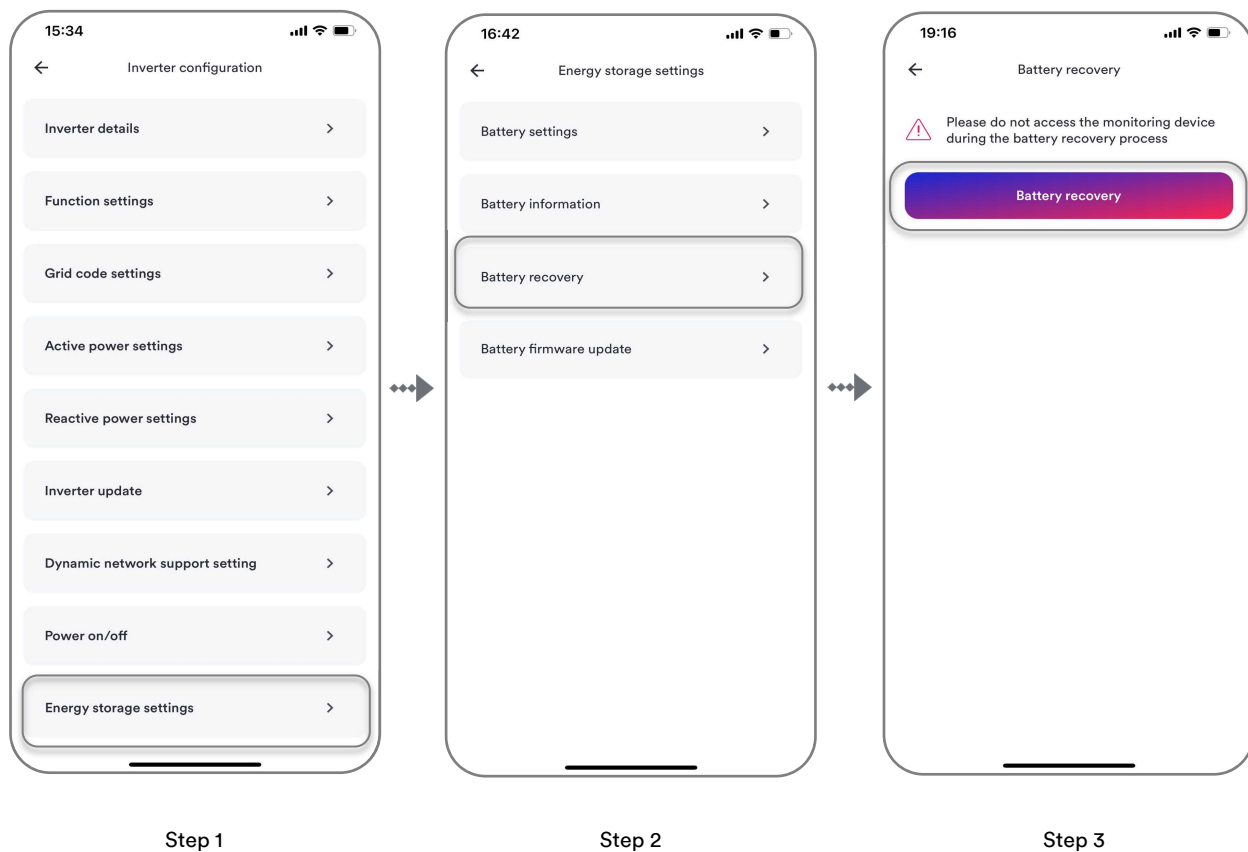 15:34
Inverter configuration
Inverter details
Function settings
Grid code settings
Active power settings
Reactive power settings
Inverter update
Dynamic network support setting
Power on/off
Energy storage settings
Step 1
16:42
Energy storage settings
Battery settings
Battery information
Battery recovery
Battery firmware update
Step 2
19:16
Battery recovery
Please do not access the monitoring device
during the battery recovery process
Battery recovery
Step 3